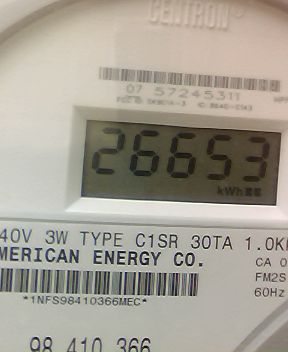 CENTRON
07 57245311
26653
kWh
40V 3W TYPE C1SR 30TA 1.0K
MERICAN ENERGY CO.
CA 0
FM2S
60Hz
*1NFS98410366MEC*
98 410 366